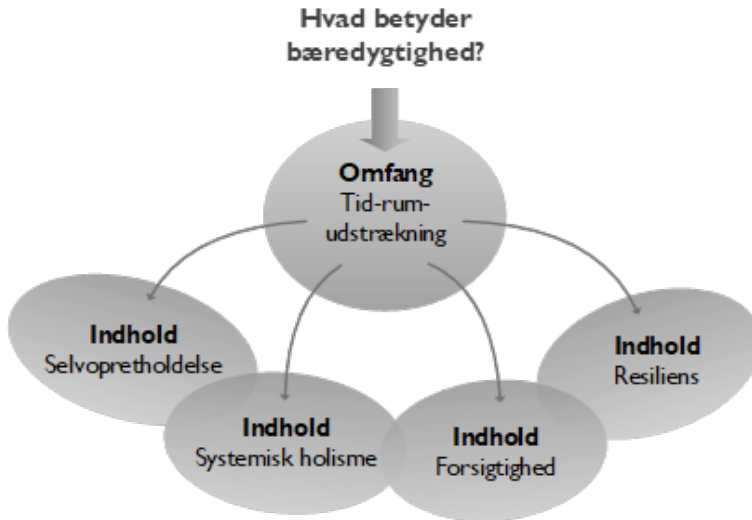 Hvad betyder
bæredygtighed?
Omfang
Tid-rum-
udstrækning
Indhold
Selvopretholdelse
Indhold
Systemisk holisme
Indhold
Forsigtighed
Indhold
Resiliens